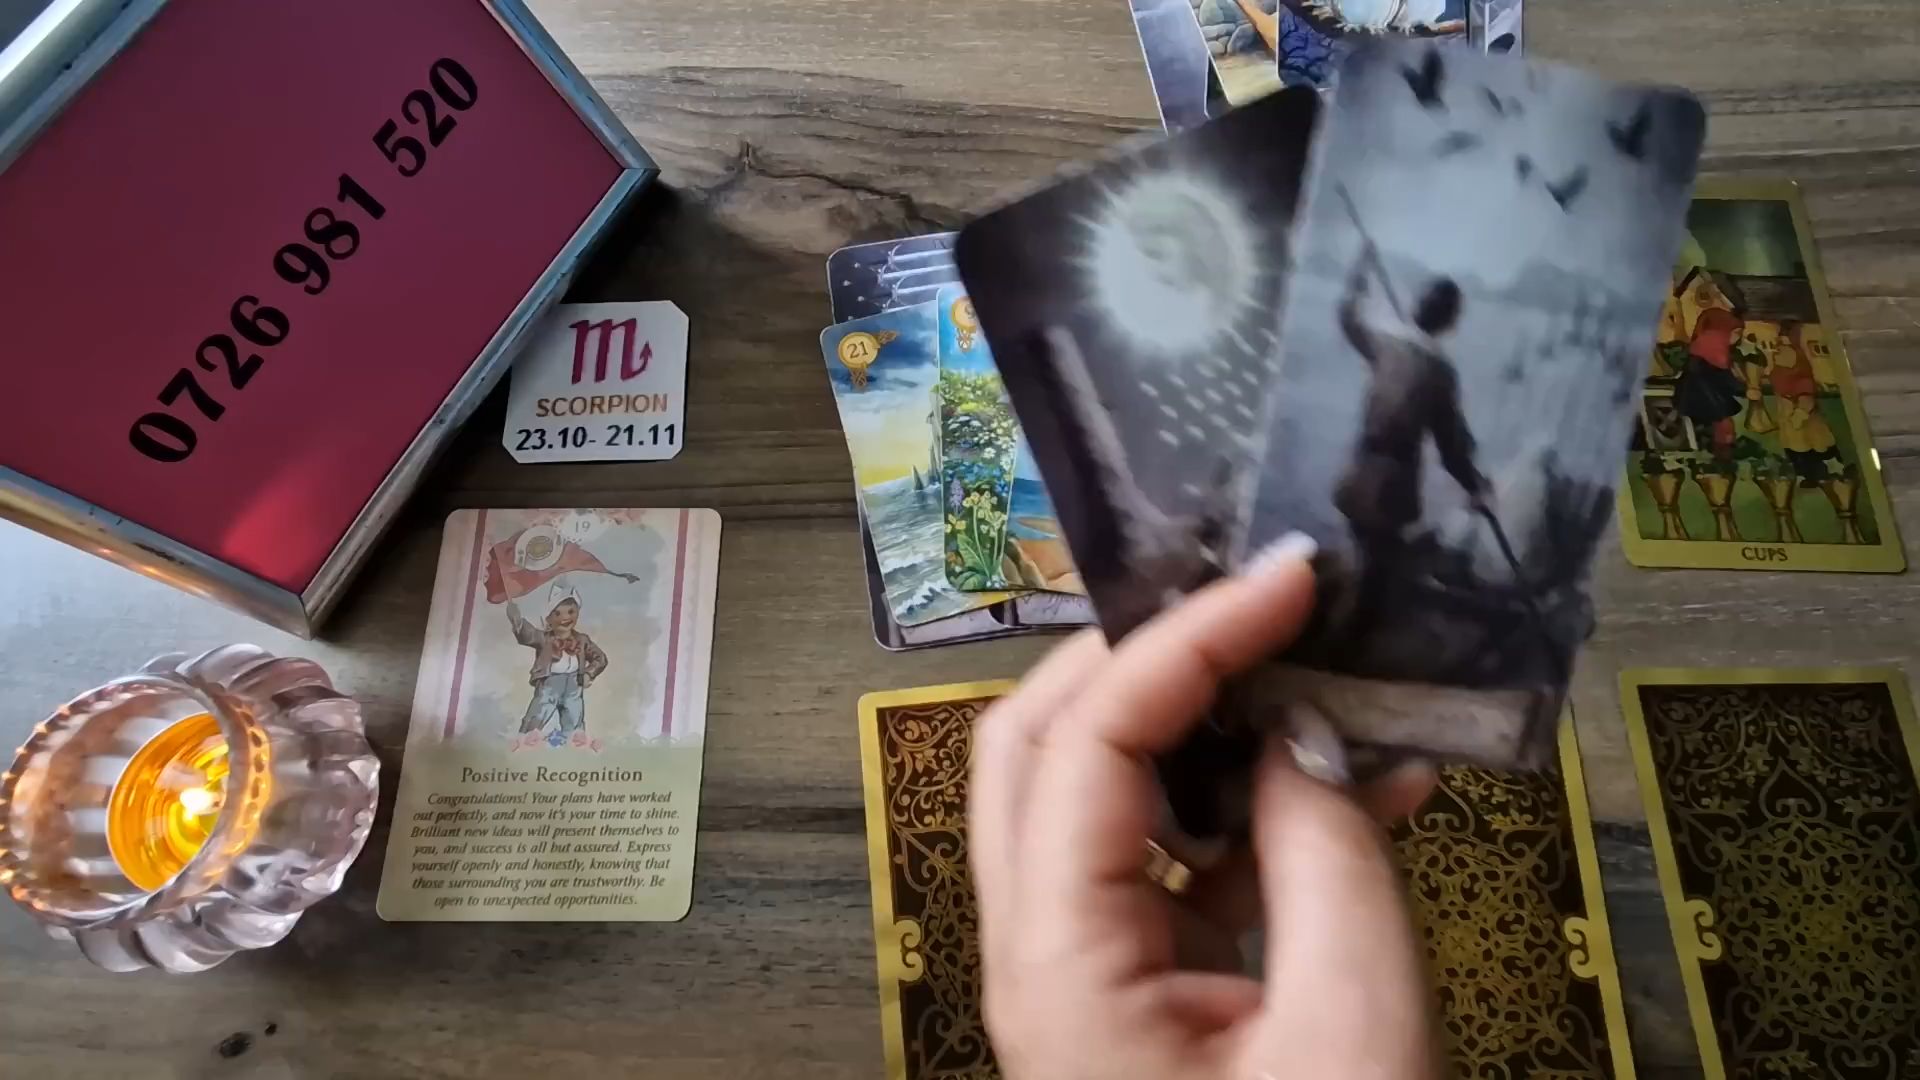 0726 981 520
SCORPION
23.10- 21.11
21
19
Positive Recognition
Congratulations! Your plans have worked
out perfectly, and now it's your time to shine.
Brilliant new ideas will present themselves to
you, and success is all but assured. Express
yourself openly and honestly, knowing that
those surrounding you are trustworthy. Be
open to unexpected opportunities.
CUPS